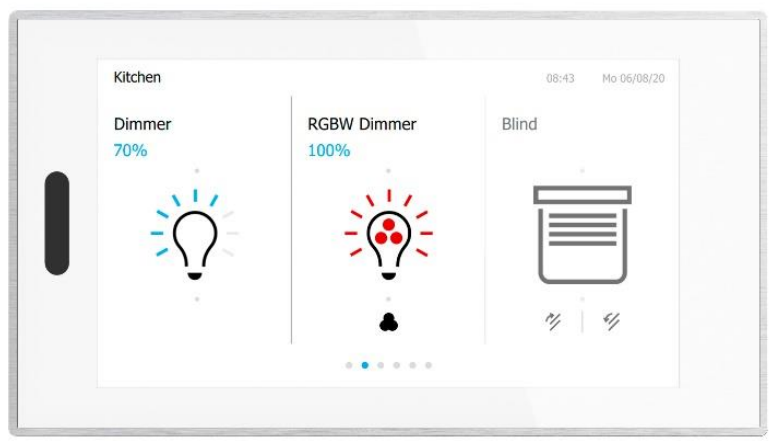 Kitchen 08:43 Mo 06/08/20
Dimmer RGBW Dimmer Blind
70% 100%